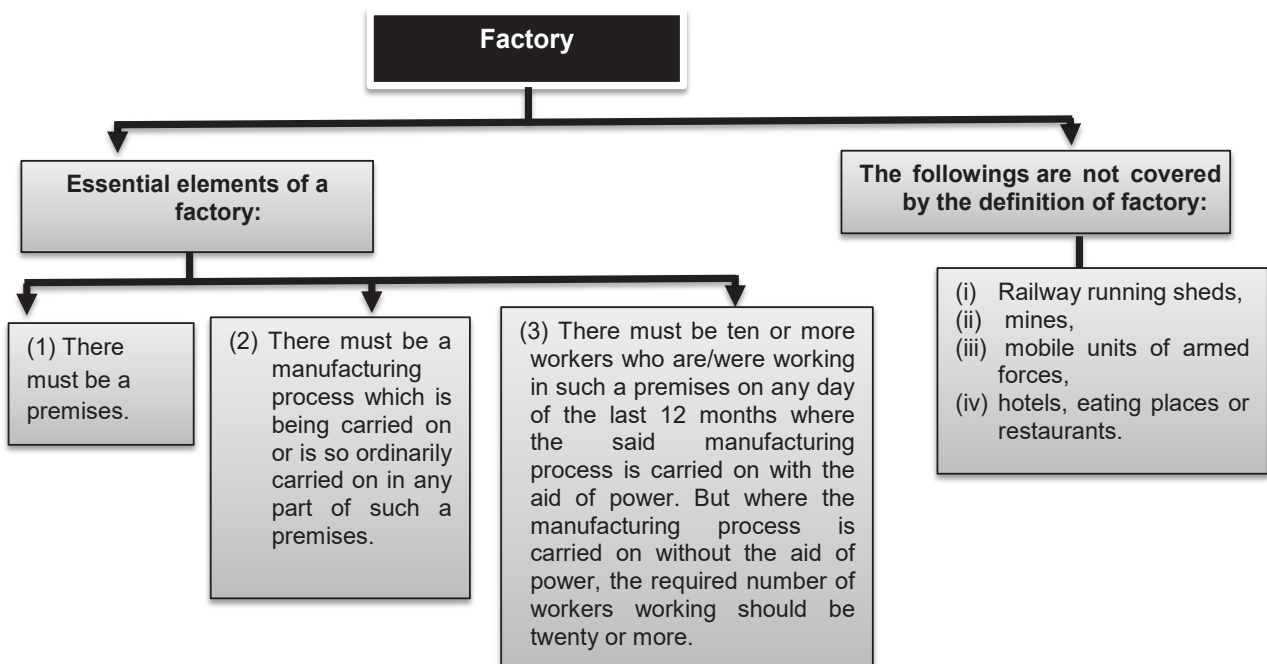 Factory
Essential elements of a
factory:
The followings are not covered
by the definition of factory:
(1) There
must be a
premises.
(2) There must be a
manufacturing
process which is
being carried on
or is so ordinarily
carried on in any
part of such a
premises.
(3) There must be ten or more
workers who are/were working
in such a premises on any day
of the last 12 months where
the said manufacturing
process is carried on with the
aid of power. But where the
manufacturing process is
carried on without the aid of
power, the required number of
workers working should be
twenty or more.
(i) Railway running sheds,
(ii) mines,
(iii) mobile units of armed
forces,
(iv) hotels, eating places or
restaurants.